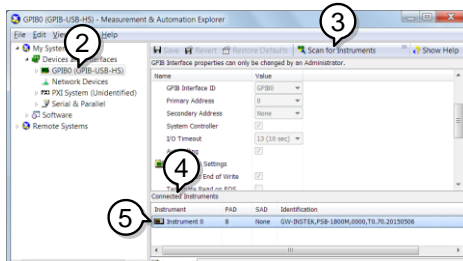 GPIB0 (GPIB-USB-HS) - Measurement & Automation Explorer
File Edit View Help
My Sy
Devices and Interfaces
GPIB0 (GPIB-USB-HS)
Network Devices
PXI PXI System (Unidentified)
Serial & Parallel
Software
Remote Systems
2
3
Save Revert Restore Defaults Scan for Instruments Show Help
GPIB Interface properties can only be changed by an Administrator.
Name Value
GPIB Interface ID GPIB0
Primary Address 0
Secondary Address None
System Controller
I/O Timeout 13 (10 sec)
Settings
End of Write
4
Connected Instruments
Instrument PAD SAD Identification
5
Instrument 0 8 None GW-INSTEK,PSB-1800M,0000,T0.70.20150506